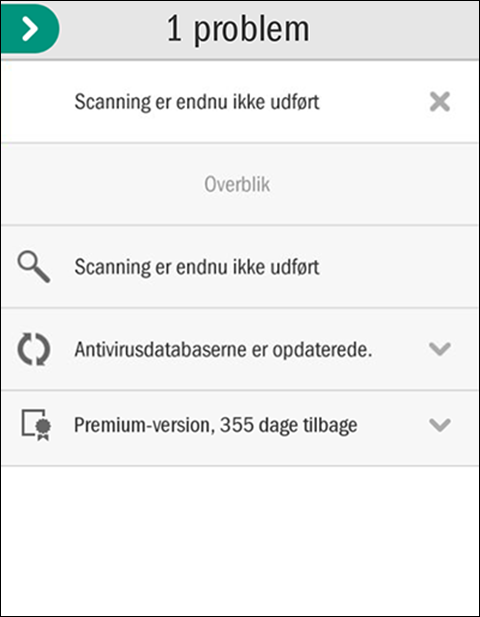 1 problem
Scanning er endnu ikke udført
Overblik
Scanning er endnu ikke udført
Antivirusdatabaserne er opdaterede.
Premium-version, 355 dage tilbage